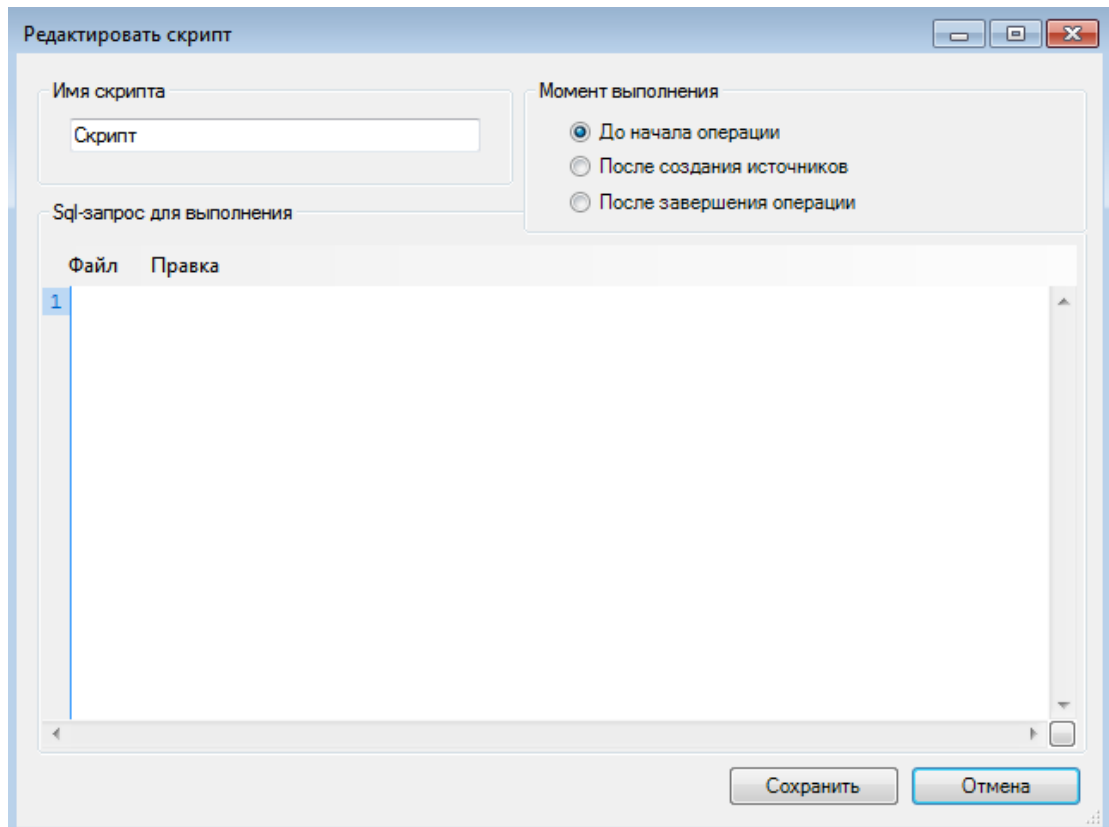 Редактировать скрипт
Имя скрипта
Скрипт
Момент выполнения
До начала операции
После создания источников
После завершения операции
Sql-запрос для выполнения
Файл Правка
1
Сохранить Отмена